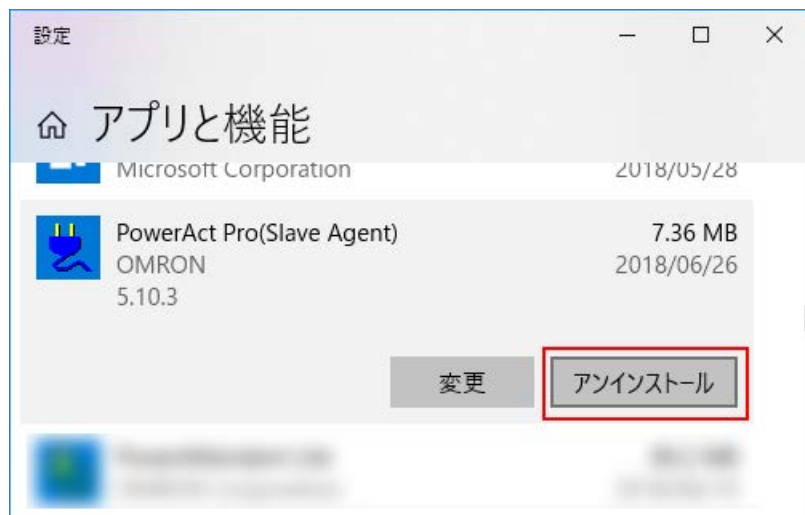 設定
アプリと機能
Microsoft Corporation 2018/05/28
PowerAct Pro(Slave Agent) 7.36 MB
OMRON 2018/06/26
5.10.3
変更 アンインストール